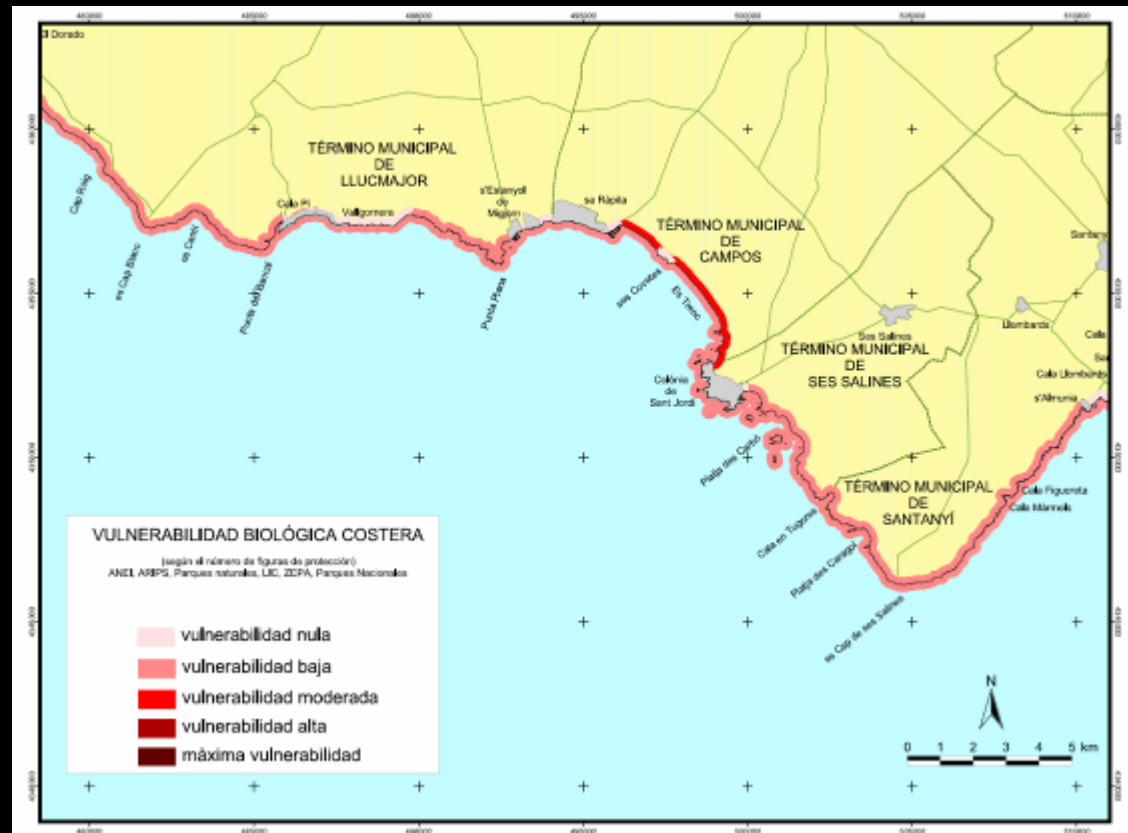 El Dorado
TÉRMINO MUNICIPAL
DE
LLUCMAJOR
Cap Roig
es Cap Blanc
es Carril
Punta des Bancal
Cala Pi
Vallgornera
s'Estanyol
de
Migjorn
Punta Plana
sa Ràpita
TÉRMINO MUNICIPAL
DE
CAMPOS
ses Covetes
Es Trenc
Ses Salines
TÉRMINO MUNICIPAL
DE
SES SALINES
Llombards
Cala Llombards
s'Almunia
Colònia
de
Sant Jordi
Platja des Carbó
TÉRMINO MUNICIPAL
DE
SANTANYÍ
Cala Figuereta
Cala Màrmols
Cala en Tugores
Platja des Caragol
es Cap de ses Salines
VULNERABILIDAD BIOLÓGICA COSTERA
(según el número de figuras de protección)
ANEI, ARIPS, Parques naturales, LIC, ZEPA, Parques Nacionales
vulnerabilidad nula
vulnerabilidad baja
vulnerabilidad moderada
vulnerabilidad alta
màxima vulnerabilidad
N
0 1 2 3 4 5 km